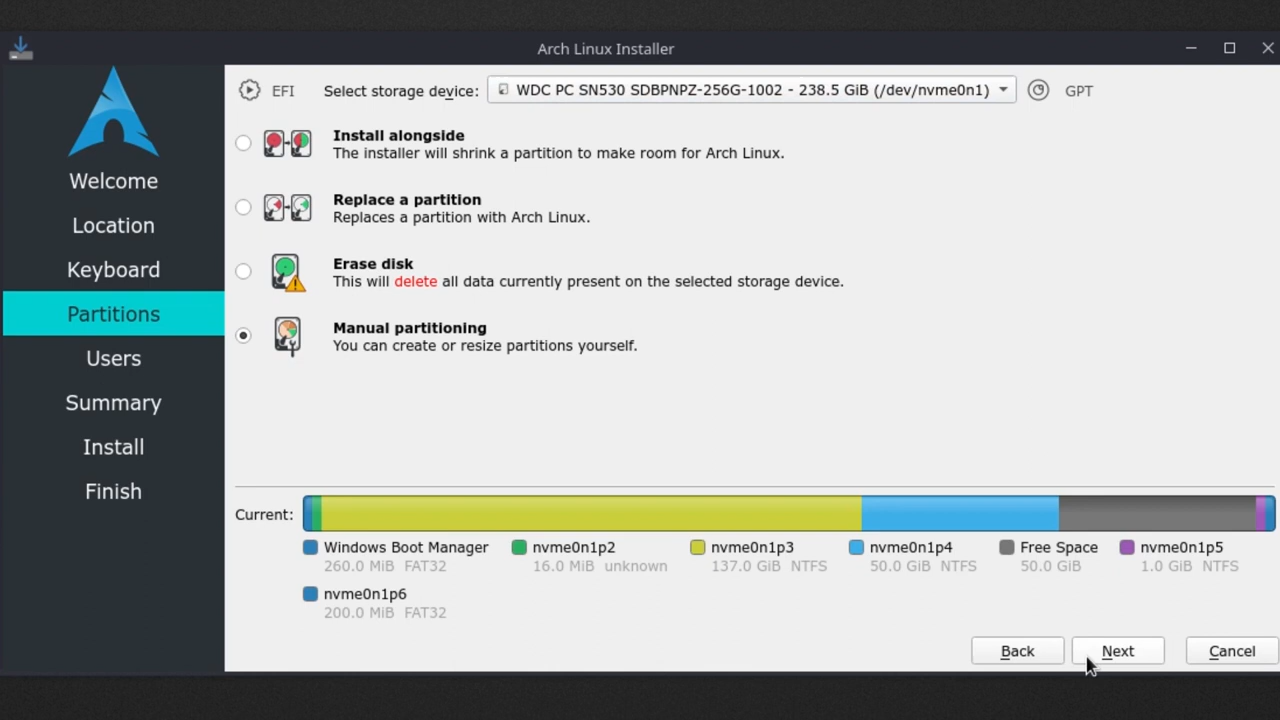 Arch Linux Installer
EFI Select storage device: WDC PC SN530 SDBPNPZ-256G-1002 - 238.5 GiB (/dev/nvme0n1) GPT
Welcome
Location
Keyboard
Partitions
Users
Summary
Install
Finish
Install alongside
The installer will shrink a partition to make room for Arch Linux.
Replace a partition
Replaces a partition with Arch Linux.
Erase disk
This will delete all data currently present on the selected storage device.
Manual partitioning
You can create or resize partitions yourself.
Current:
Windows Boot Manager nvme0n1p2 nvme0n1p3 nvme0n1p4 Free Space nvme0n1p5
260.0 MiB FAT32 16.0 MiB unknown 137.0 GiB NTFS 50.0 GiB NTFS 50.0 GiB 1.0 GiB NTFS
nvme0n1p6
200.0 MiB FAT32
Back Next Cancel